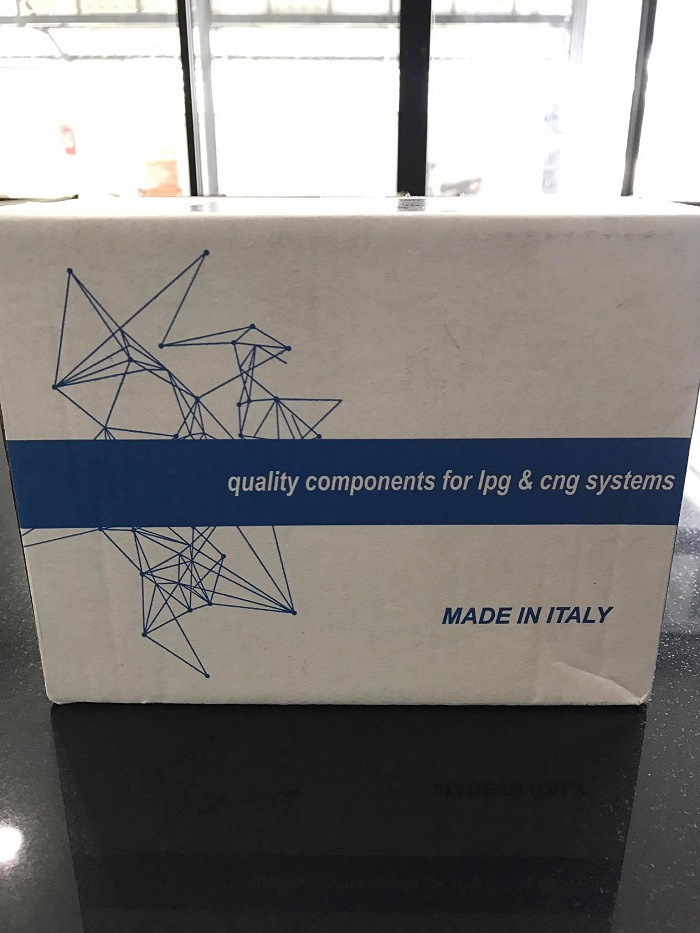 quality components for lpg & cng systems
MADE IN ITALY